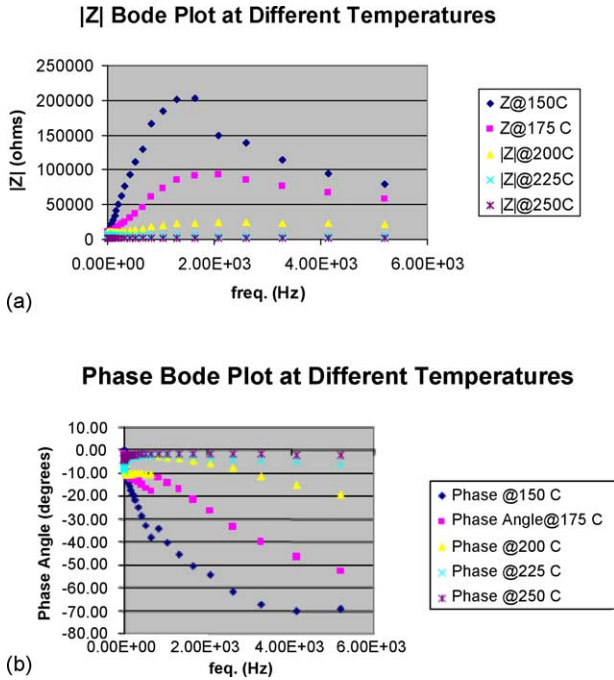 |Z| Bode Plot at Different Temperatures
250000
200000
150000
100000
50000
0
|Z| (ohms)
0.00E+00 2.00E+03 4.00E+03 6.00E+03
freq. (Hz)
Z@150C
Z@175 C
|Z|@200C
|Z|@225C
|Z|@250C
(a)
Phase Bode Plot at Different Temperatures
10.00
0.00
-10.00
-20.00
-30.00
-40.00
-50.00
-60.00
-70.00
-80.00
Phase Angle (degrees)
0.00E+00 2.00E+03 4.00E+03 6.00E+03
feq. (Hz)
Phase @150 C
Phase Angle@175 C
Phase @200 C
Phase @225 C
Phase @250 C
(b)